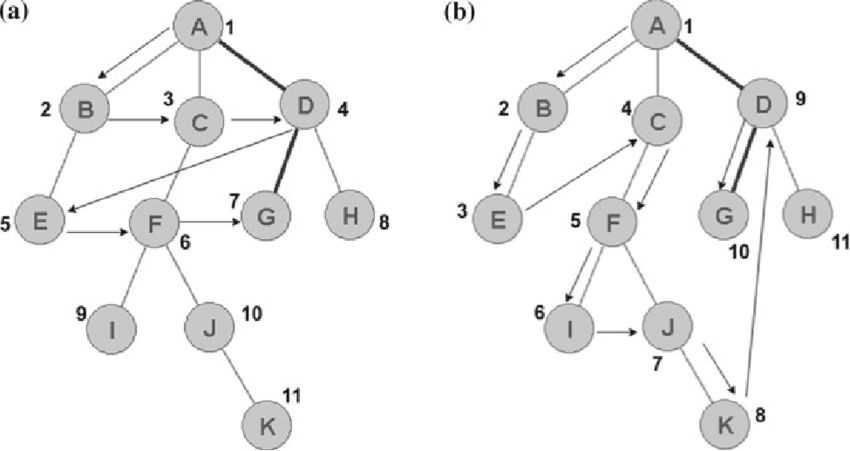 (a)
A 1
2 B 3 C D 4
5 E F 6 7 G H 8
9 I J 10
K 11
(b)
A 1
2 B 4 C D 9
3 E 5 F G 10 H 11
6 I J 7
K 8